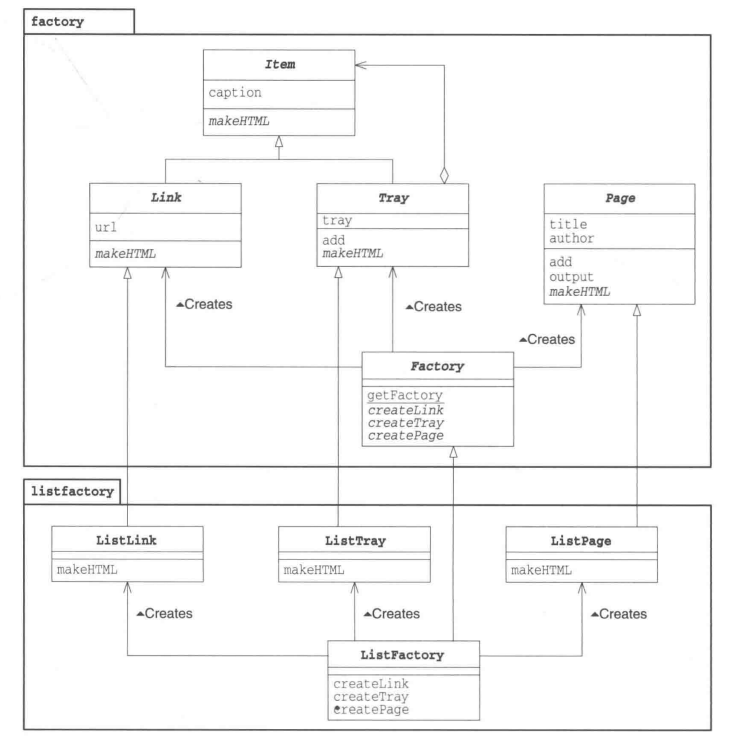 factory
Item
caption
makeHTML
Link
url
makeHTML
Tray
tray
add
makeHTML
Page
title
author
add
output
makeHTML
▲Creates
▲Creates
▲Creates
Factory
getFactory
createLink
createTray
createPage
listfactory
ListLink
makeHTML
ListTray
makeHTML
ListPage
makeHTML
▲Creates
▲Creates
▲Creates
ListFactory
createLink
createTray
createPage